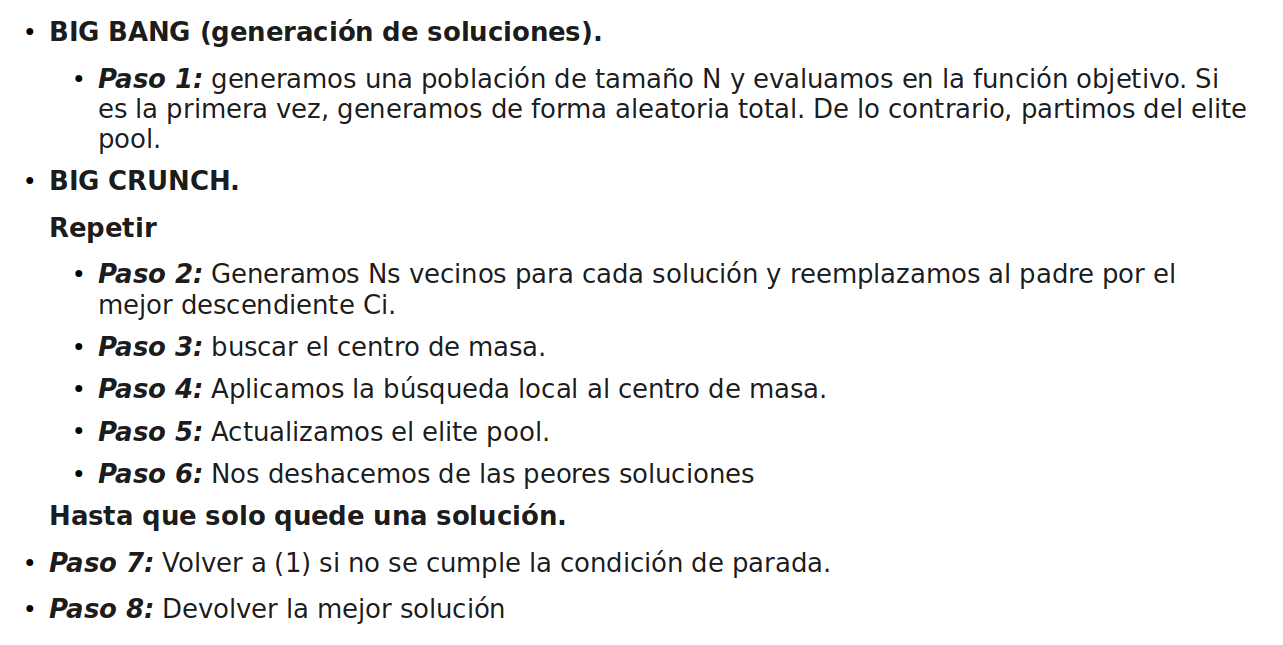 • BIG BANG (generación de soluciones).
• Paso 1: generamos una población de tamaño N y evaluamos en la función objetivo. Si
es la primera vez, generamos de forma aleatoria total. De lo contrario, partimos del elite
pool.
• BIG CRUNCH.
Repetir
• Paso 2: Generamos Ns vecinos para cada solución y reemplazamos al padre por el
mejor descendiente Ci.
• Paso 3: buscar el centro de masa.
• Paso 4: Aplicamos la búsqueda local al centro de masa.
• Paso 5: Actualizamos el elite pool.
• Paso 6: Nos deshacemos de las peores soluciones
Hasta que solo quede una solución.
• Paso 7: Volver a (1) si no se cumple la condición de parada.
• Paso 8: Devolver la mejor solución